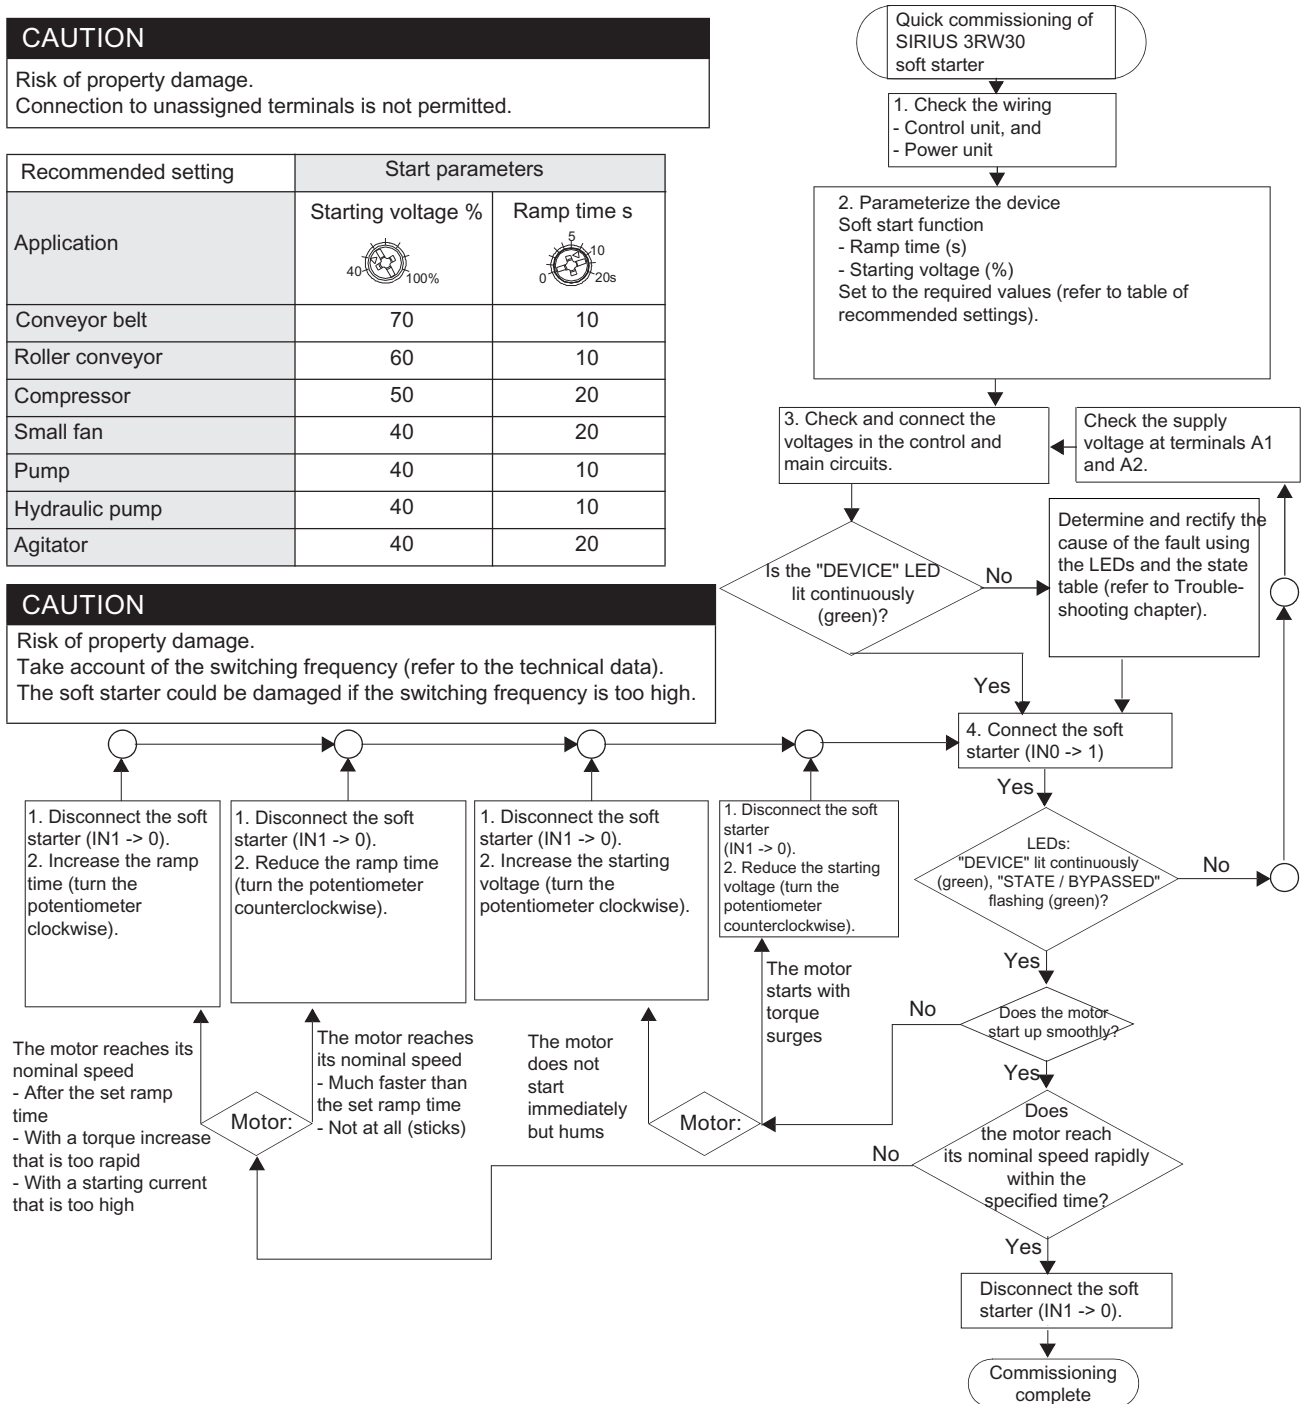 CAUTION
Risk of property damage.
Connection to unassigned terminals is not permitted.
Recommended setting
Start parameters
Application
Starting voltage %
Ramp time s
40
100%
0
5
10
20s
Conveyor belt 70 10
Roller conveyor 60 10
Compressor 50 20
Small fan 40 20
Pump 40 10
Hydraulic pump 40 10
Agitator 40 20
CAUTION
Risk of property damage.
Take account of the switching frequency (refer to the technical data).
The soft starter could be damaged if the switching frequency is too high.
Quick commissioning of
SIRIUS 3RW30
soft starter
1. Check the wiring
- Control unit, and
- Power unit
2. Parameterize the device
Soft start function
- Ramp time (s)
- Starting voltage (%)
Set to the required values (refer to table of
recommended settings).
3. Check and connect the
voltages in the control and
main circuits.
Check the supply
voltage at terminals A1
and A2.
Is the "DEVICE" LED
lit continuously
(green)?
No
Determine and rectify the
cause of the fault using
the LEDs and the state
table (refer to Trouble-
shooting chapter).
Yes
4. Connect the soft
starter (IN0 -> 1)
Yes
LEDs:
"DEVICE" lit continuously
(green), "STATE / BYPASSED"
flashing (green)?
No
Yes
Does the motor
start up smoothly?
No
Yes
Does
the motor reach
its nominal speed rapidly
within the
specified time?
No
Yes
Disconnect the soft
starter (IN1 -> 0).
Commissioning
complete
1. Disconnect the soft
starter (IN1 -> 0).
2. Increase the ramp
time (turn the
potentiometer
clockwise).
1. Disconnect the soft
starter (IN1 -> 0).
2. Reduce the ramp time
(turn the potentiometer
counterclockwise).
1. Disconnect the soft
starter (IN1 -> 0).
2. Increase the starting
voltage (turn the
potentiometer clockwise).
1. Disconnect the soft
starter
(IN1 -> 0).
2. Reduce the starting
voltage (turn the
potentiometer
counterclockwise).
The motor reaches its
nominal speed
- After the set ramp
time
- With a torque increase
that is too rapid
- With a starting current
that is too high
Motor:
The motor reaches
its nominal speed
- Much faster than
the set ramp time
- Not at all (sticks)
The motor
does not
start
immediately
but hums
Motor:
The motor
starts with
torque
surges